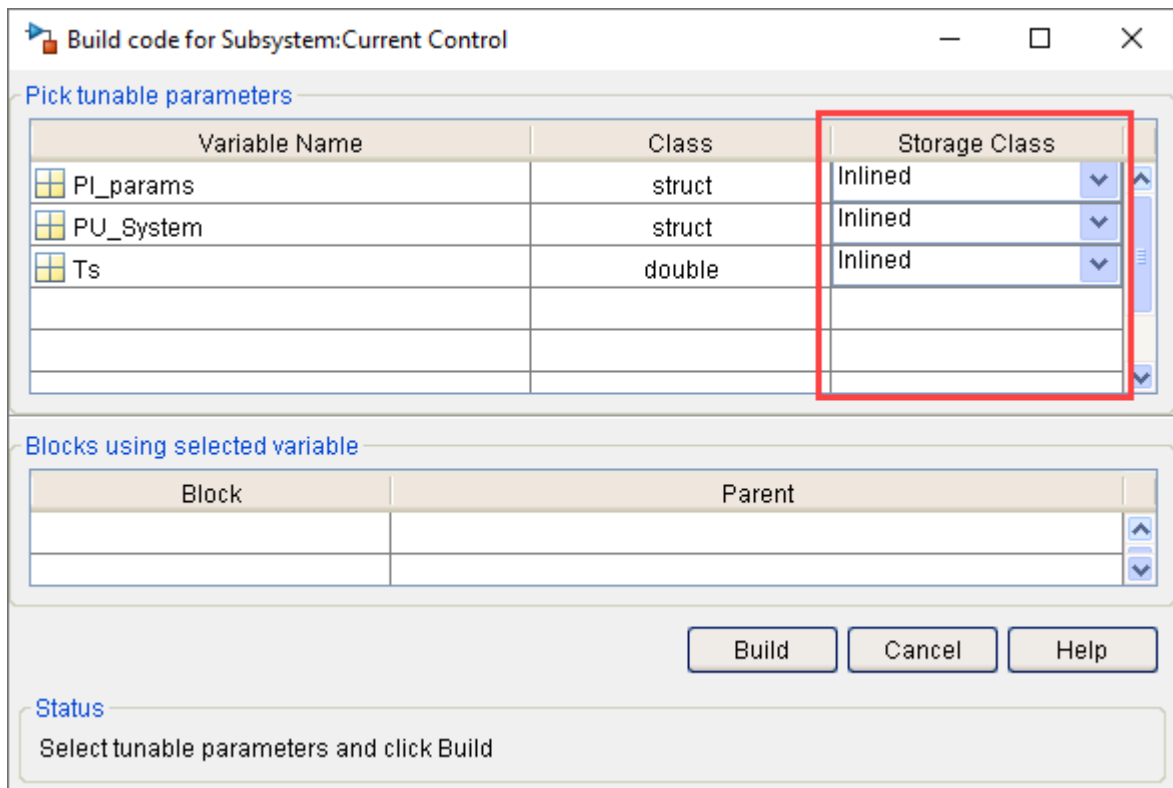 Build code for Subsystem:Current Control
Pick tunable parameters
Variable Name Class Storage Class
PI_params struct Inlined
PU_System struct Inlined
Ts double Inlined
Blocks using selected variable
Block Parent
Build Cancel Help
Status
Select tunable parameters and click Build